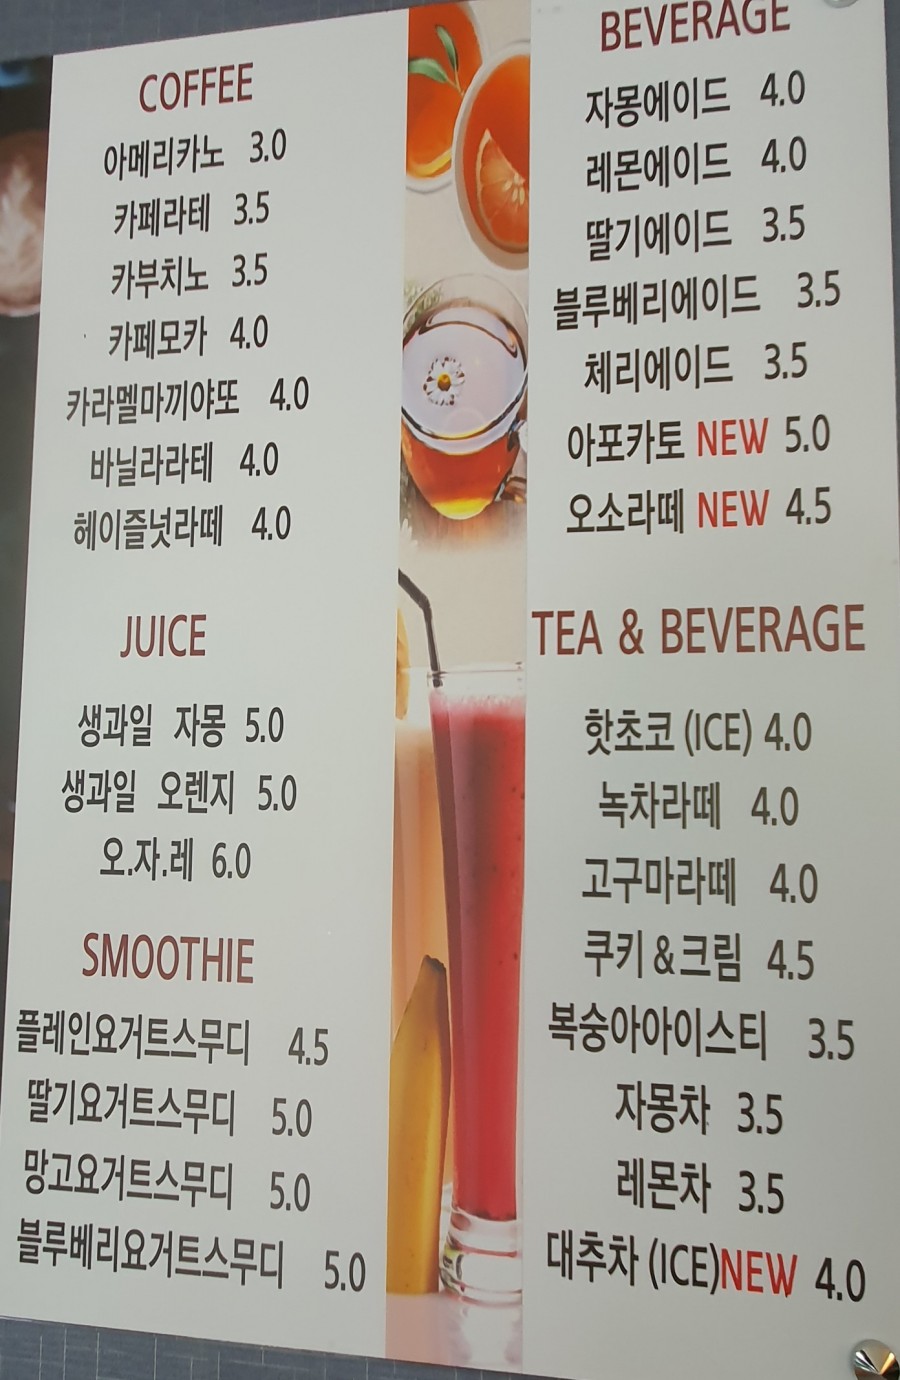 COFFEE
아메리카노 3.0
카페라테 3.5
카부치노 3.5
카페모카 4.0
카라멜마끼야또 4.0
바닐라라테 4.0
헤이즐넛라떼 4.0
JUICE
생과일 자몽 5.0
생과일 오렌지 5.0
오.자.레 6.0
SMOOTHIE
플레인요거트스무디 4.5
딸기요거트스무디 5.0
망고요거트스무디 5.0
블루베리요거트스무디 5.0
BEVERAGE
자몽에이드 4.0
레몬에이드 4.0
딸기에이드 3.5
블루베리에이드 3.5
체리에이드 3.5
아포카토 NEW 5.0
오소라떼 NEW 4.5
TEA & BEVERAGE
핫초코 (ICE) 4.0
녹차라떼 4.0
고구마라떼 4.0
쿠키&크림 4.5
복숭아아이스티 3.5
자몽차 3.5
레몬차 3.5
대추차 (ICE)NEW 4.0